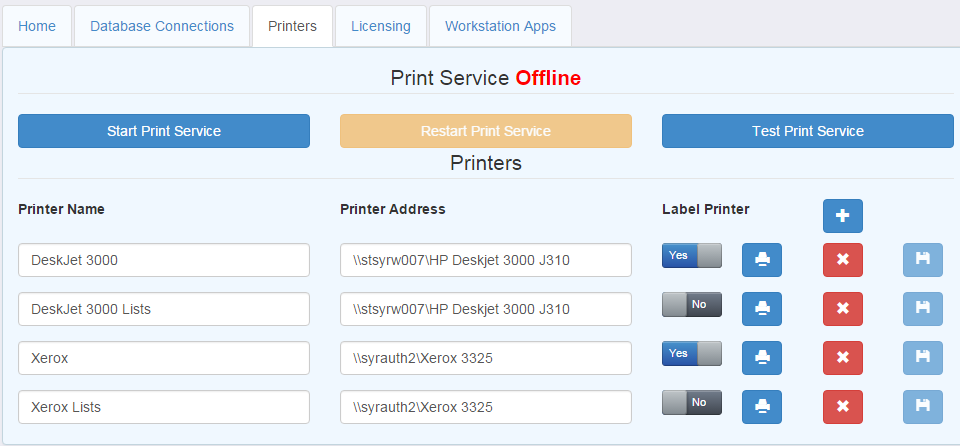 Home Database Connections Printers Licensing Workstation Apps
Print Service Offline
Start Print Service Restart Print Service Test Print Service
Printers
Printer Name Printer Address Label Printer
DeskJet 3000 \\stsyrw007\HP Deskjet 3000 J310 Yes
DeskJet 3000 Lists \\stsyrw007\HP Deskjet 3000 J310 No
Xerox \\syrauth2\Xerox 3325 Yes
Xerox Lists \\syrauth2\Xerox 3325 No